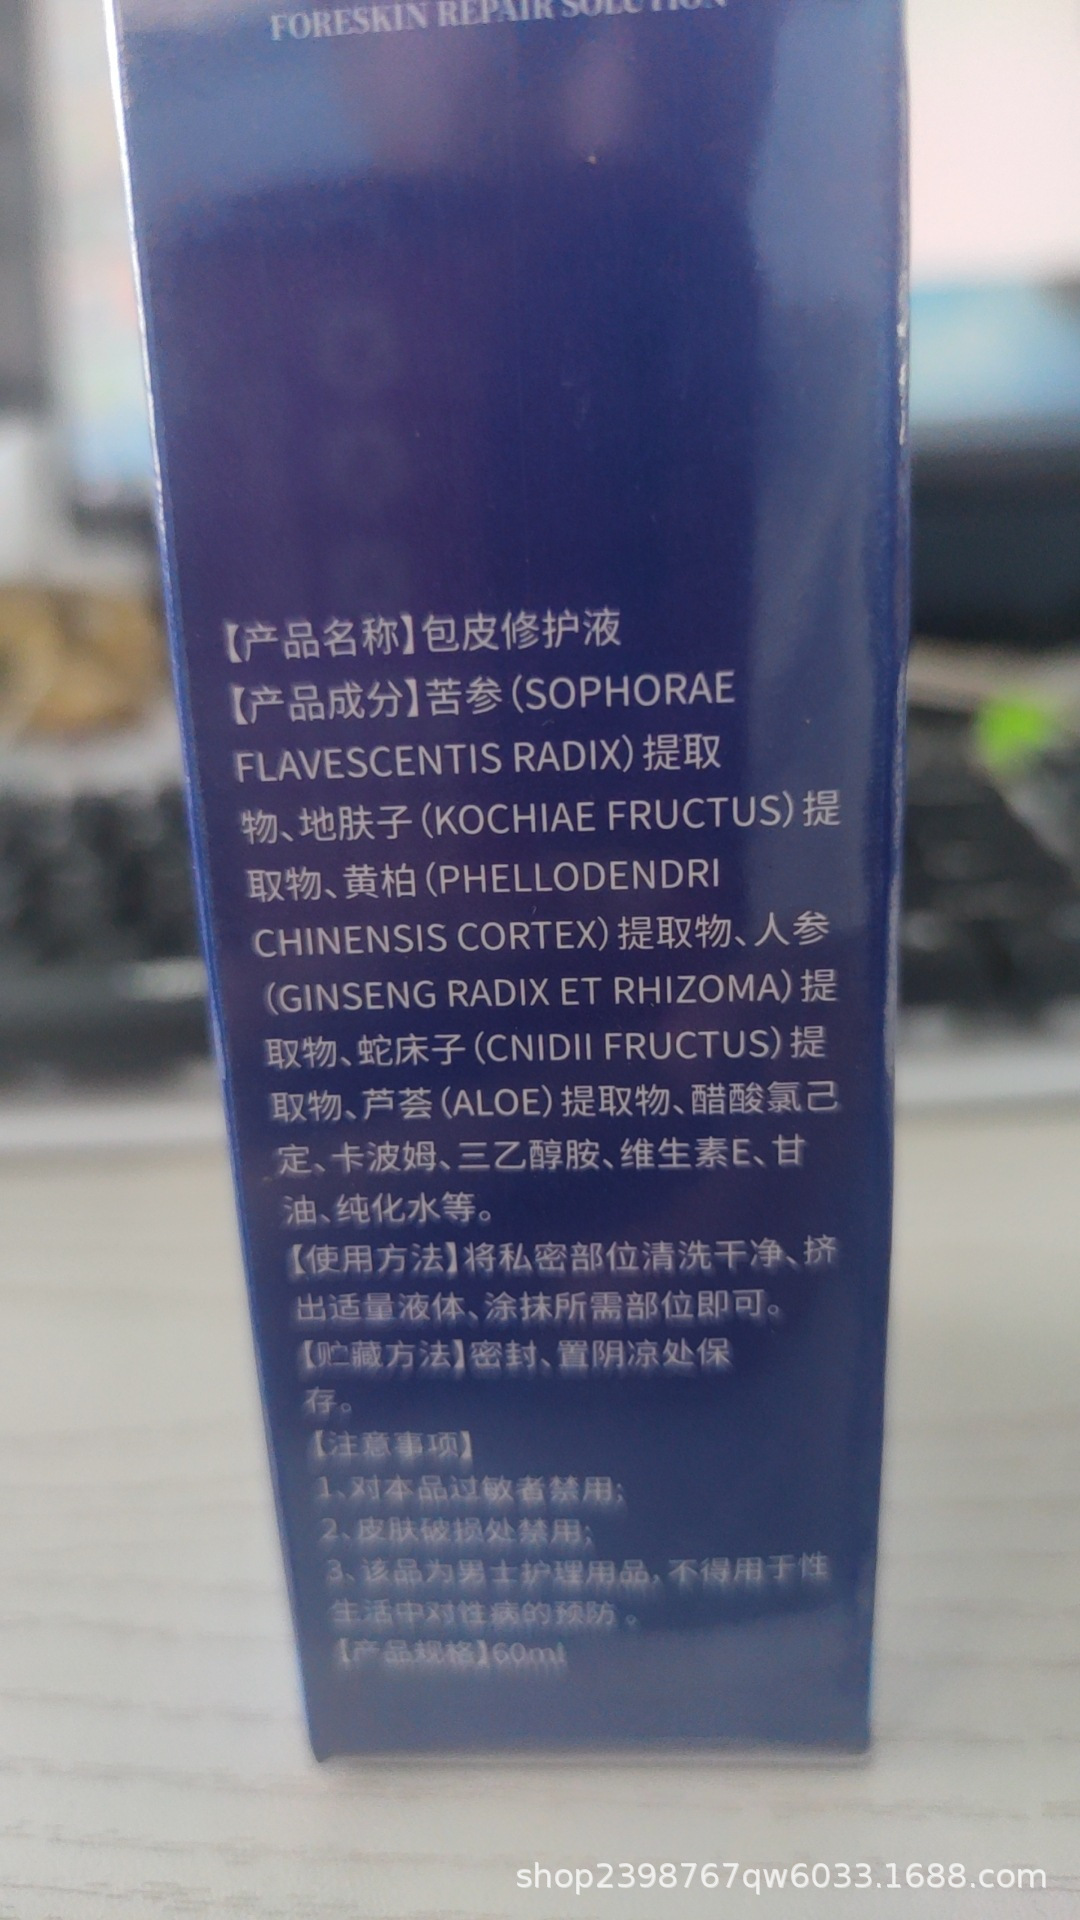 FORESKIN REPAIR SOLUTION
【产品名称】包皮修护液
【产品成分】苦参(SOPHORAE
FLAVESCENTIS RADIX)提取
物、地肤子(KOCHIAE FRUCTUS)提
取物、黄柏(PHELLODENDRI
CHINENSIS CORTEX)提取物、人参
(GINSENG RADIX ET RHIZOMA)提
取物、蛇床子(CNIDII FRUCTUS)提
取物、芦荟(ALOE)提取物、醋酸氯己
定、卡波姆、三乙醇胺、维生素E、甘
油、纯化水等。
【使用方法】将私密部位清洗干净、挤
出适量液体、涂抹所需部位即可。
【贮藏方法】密封、置阴凉处保
存。
【注意事项】
1、对本品过敏者禁用;
2、皮肤破损处禁用;
3、该品为男士护理用品,不得用于性
生活中对性病的预防。
【产品规格】60ml
shop2398767qw6033.1688.com